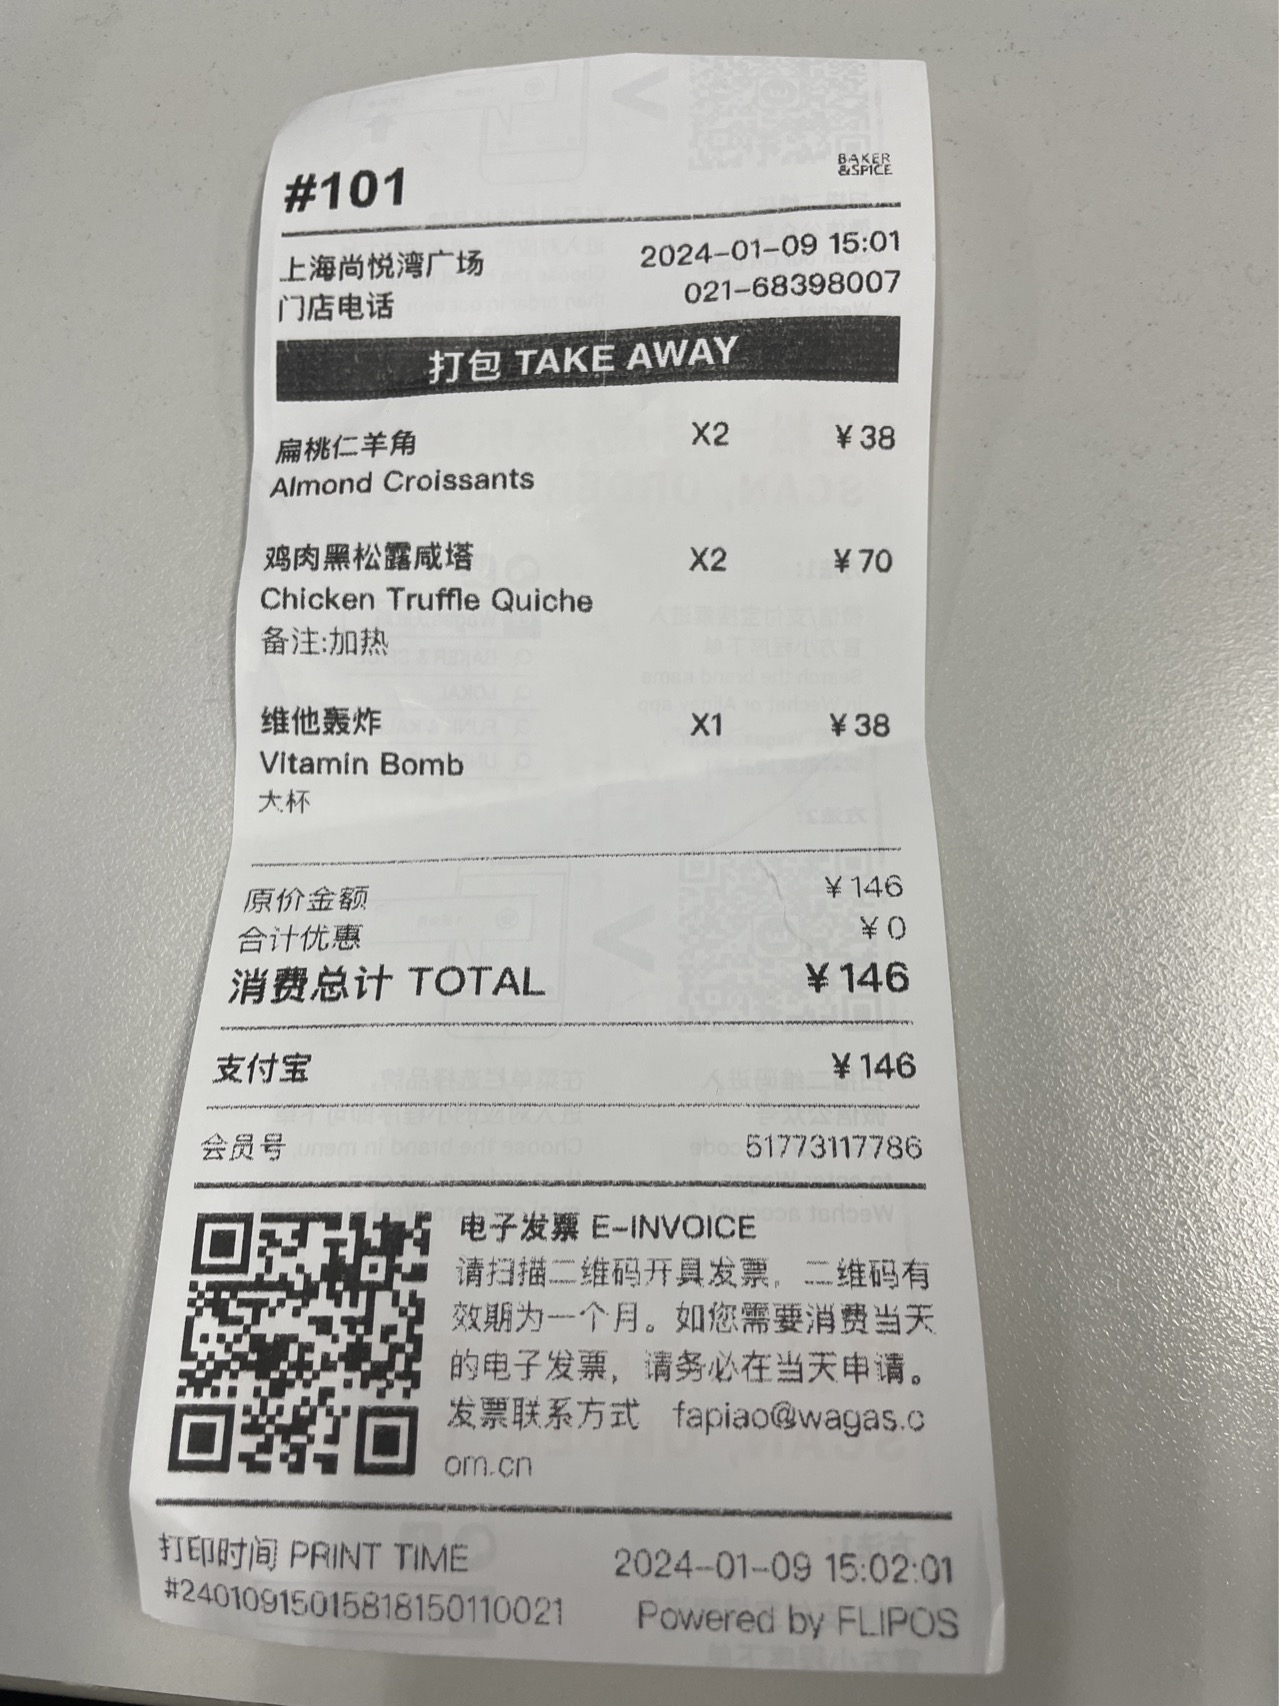 #101
BAKER
&SPICE
上海尚悦湾广场 2024-01-09 15:01
门店电话 021-68398007
打包 TAKE AWAY
扁桃仁羊角 X2 ¥38
Almond Croissants
鸡肉黑松露咸塔 X2 ¥70
Chicken Truffle Quiche
备注:加热
维他轰炸 X1 ¥38
Vitamin Bomb
大杯
原价金额 ¥146
合计优惠 ¥0
消费总计 TOTAL ¥146
支付宝 ¥146
会员号 51773117786
电子发票 E-INVOICE
请扫描二维码开具发票，二维码有
效期为一个月。如您需要消费当天
的电子发票，请务必在当天申请。
发票联系方式 fapiao@wagas.c
om.cn
打印时间 PRINT TIME 2024-01-09 15:02:01
#24010915015818150110021 Powered by FLIPOS